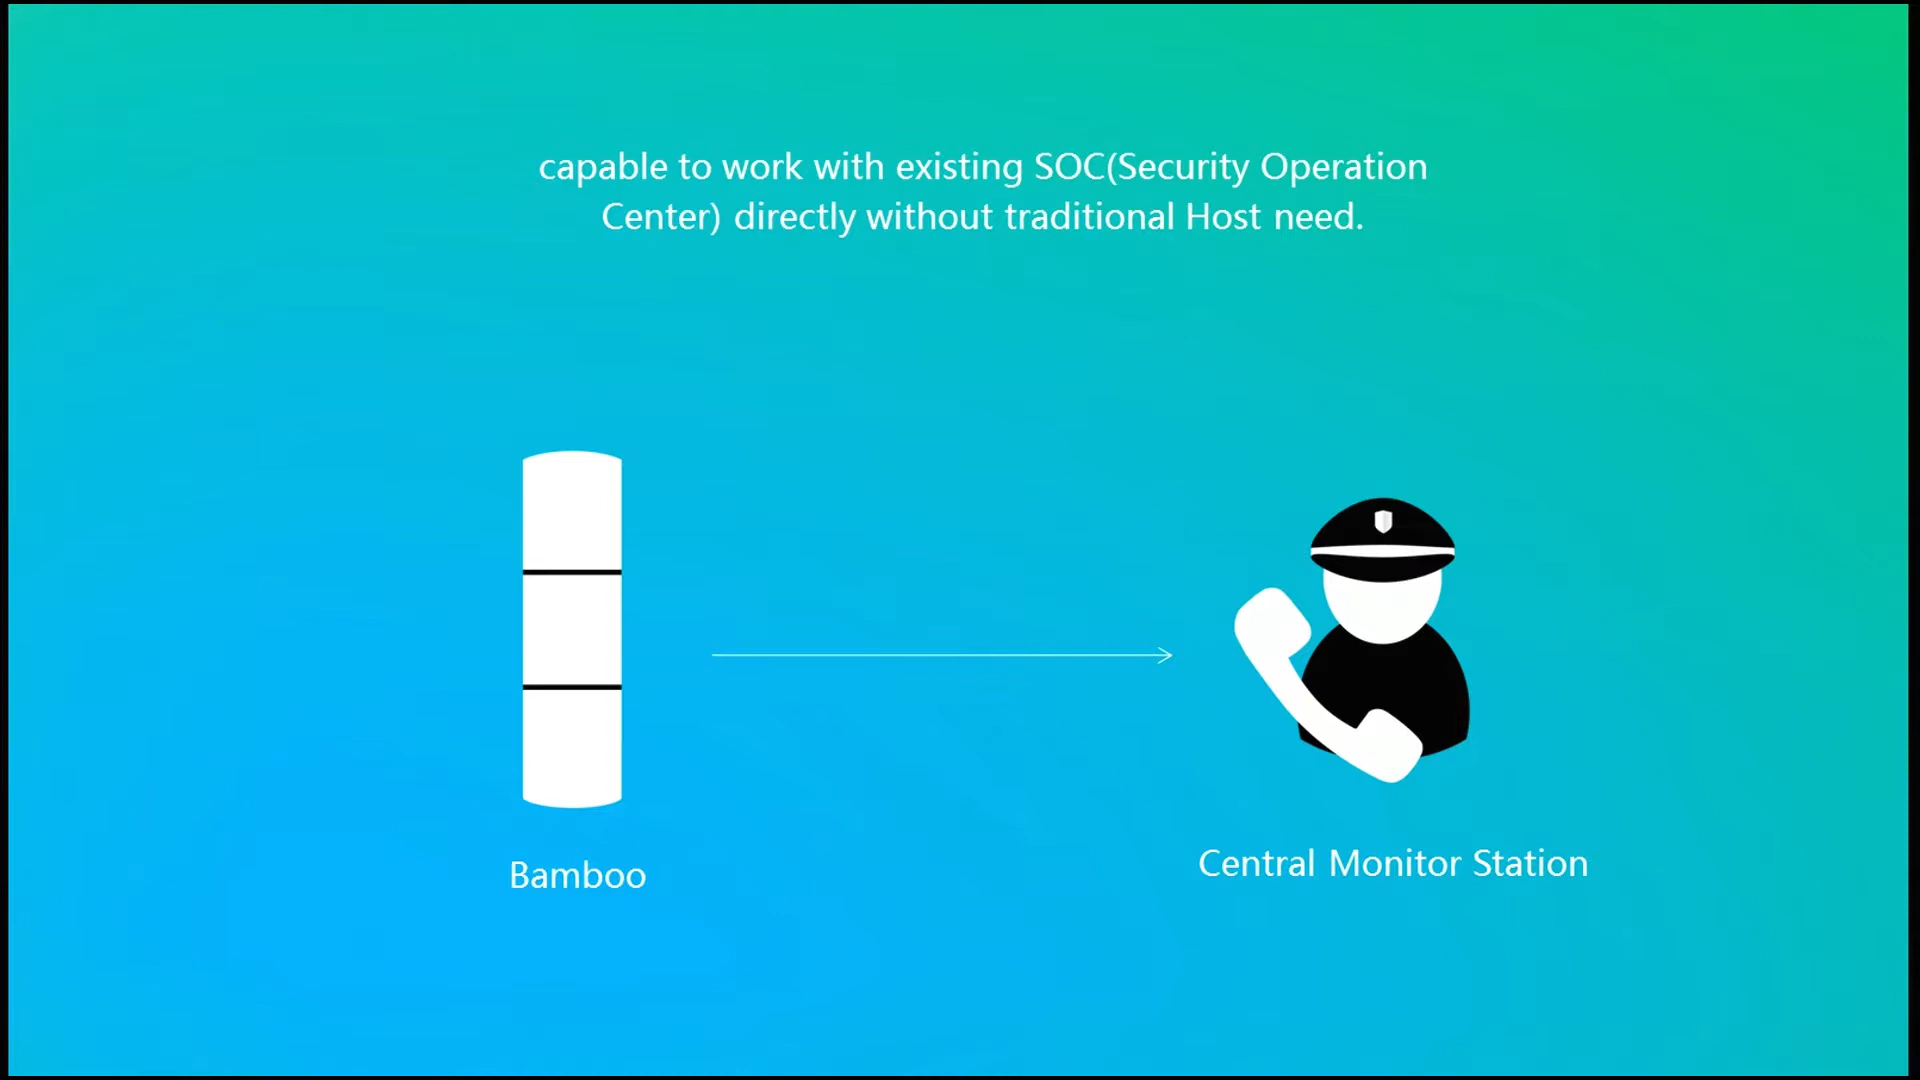 capable to work with existing SOC(Security Operation
Center) directly without traditional Host need.
Bamboo
Central Monitor Station